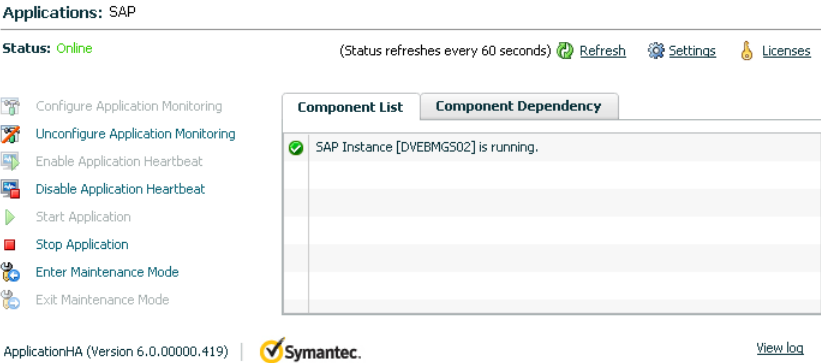 Applications: SAP
Status: Online
(Status refreshes every 60 seconds) Refresh Settings Licenses
Configure Application Monitoring
Unconfigure Application Monitoring
Enable Application Heartbeat
Disable Application Heartbeat
Start Application
Stop Application
Enter Maintenance Mode
Exit Maintenance Mode
Component List Component Dependency
SAP Instance [DVEBMGS02] is running.
ApplicationHA (Version 6.0.00000.419) Symantec. View log